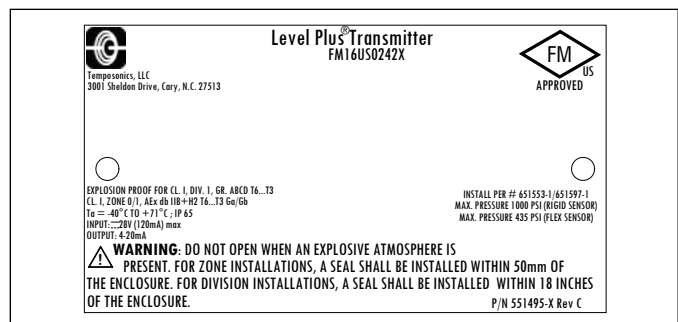 Level Plus® Transmitter
FM16US0242X
FM
US
APPROVED
Temposonics, LLC
3001 Sheldon Drive, Cary, N.C. 27513
EXPLOSION PROOF FOR CL. I, DIV. 1, GR. ABCD T6...T3
CL. I, ZONE 0/1, AEx db IIB+H2 T6...T3 Ga/Gb
Ta = -40°C TO +71°C ; IP 65
INPUT: ⎓28V (120mA) max
OUTPUT: 4-20mA
INSTALL PER # 651553-1/651597-1
MAX. PRESSURE 1000 PSI (RIGID SENSOR)
MAX. PRESSURE 435 PSI (FLEX SENSOR)
WARNING: DO NOT OPEN WHEN AN EXPLOSIVE ATMOSPHERE IS
PRESENT. FOR ZONE INSTALLATIONS, A SEAL SHALL BE INSTALLED WITHIN 50mm OF
THE ENCLOSURE. FOR DIVISION INSTALLATIONS, A SEAL SHALL BE INSTALLED WITHIN 18 INCHES
OF THE ENCLOSURE.
P/N 551495-X Rev C